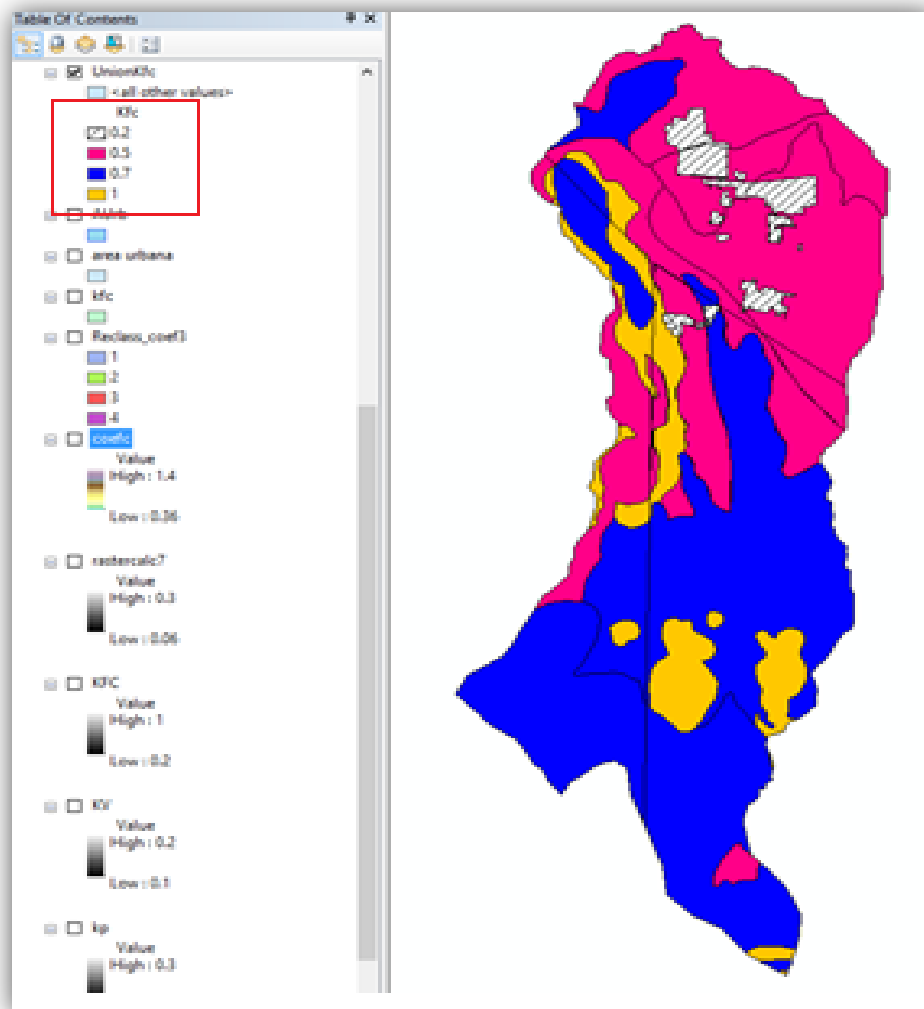 Table Of Contents
UnionKfc
<all other values>
Kfc
0.2
0.5
0.7
1
area urbana
kfc
Reclass_coef3
1
2
3
4
coefc
Value
High : 1.4
Low : 0.36
rastercalc7
Value
High : 0.3
Low : 0.06
KFC
Value
High : 1
Low : 0.2
KV
Value
High : 0.2
Low : 0.1
kp
Value
High : 0.3